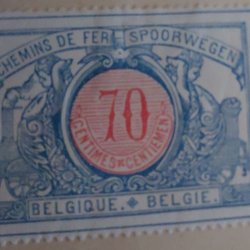 CHEMINS DE FER SPOORWEGEN
70
CENTIMES CENTIEMEN
BELGIQUE. BELGIE.